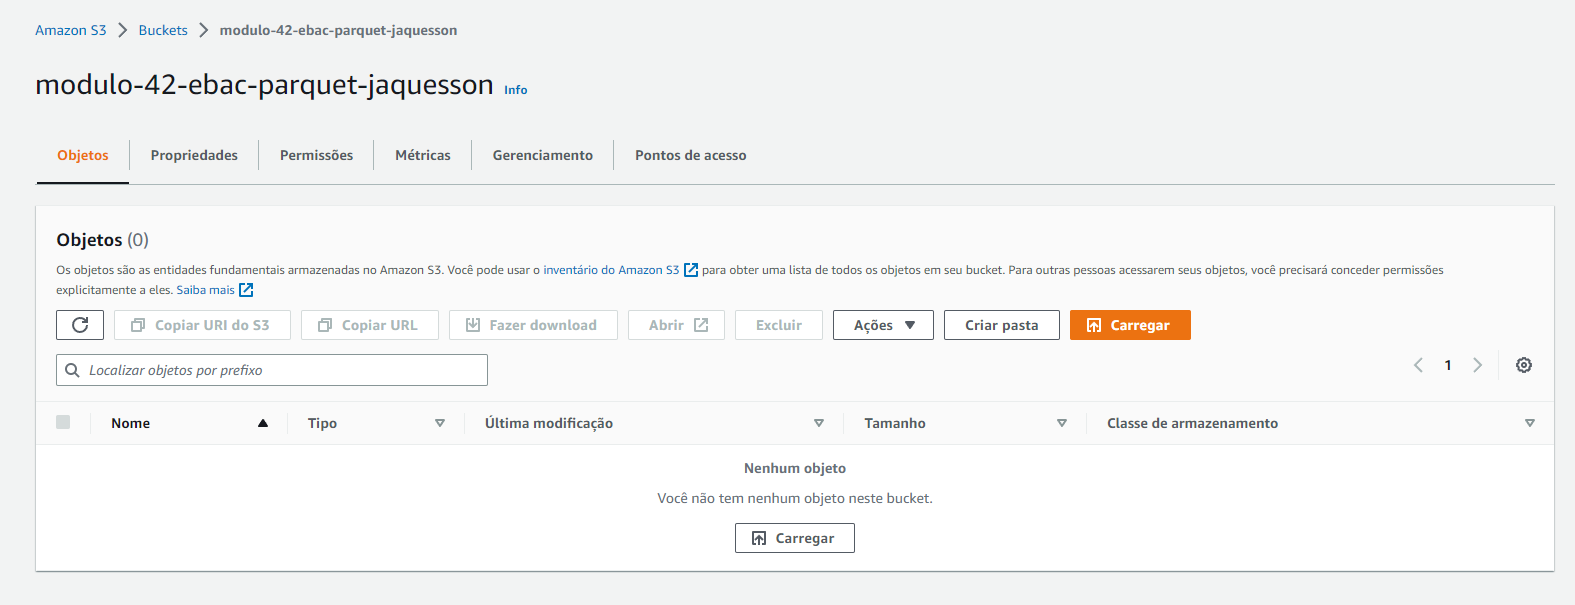 Amazon S3 > Buckets > modulo-42-ebac-parquet-jaquesson
modulo-42-ebac-parquet-jaquesson Info
Objetos Propriedades Permissões Métricas Gerenciamento Pontos de acesso
Objetos (0)
Os objetos são as entidades fundamentais armazenadas no Amazon S3. Você pode usar o inventário do Amazon S3 para obter uma lista de todos os objetos em seu bucket. Para outras pessoas acessarem seus objetos, você precisará conceder permissões
explicitamente a eles. Saiba mais
Copiar URI do S3 Copiar URL Fazer download Abrir Excluir Ações Criar pasta Carregar
Localizar objetos por prefixo
1
Nome Tipo Última modificação Tamanho Classe de armazenamento
Nenhum objeto
Você não tem nenhum objeto neste bucket.
Carregar